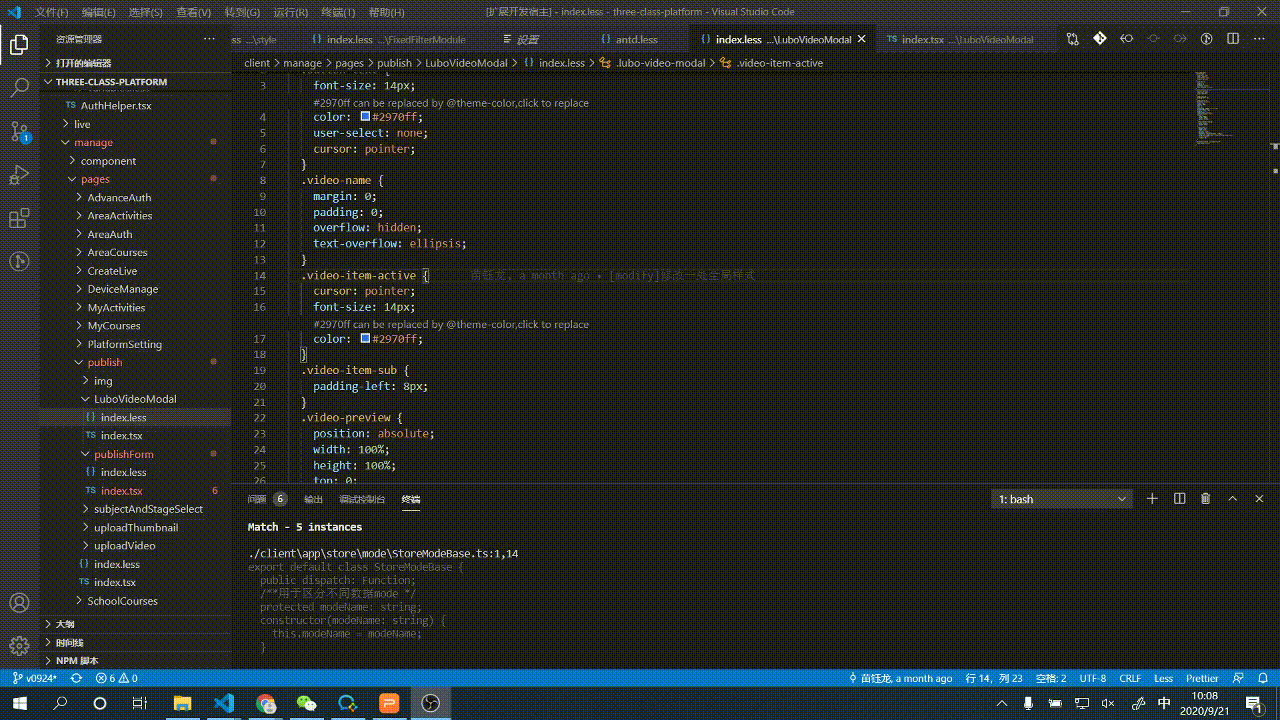 文件(F) 编辑(E) 选择(S) 查看(V) 转到(G) 运行(R) 终端(T) 帮助(H)
[扩展开发宿主] - index.less - three-class-platform - Visual Studio Code
资源管理器 ···
打开的编辑器
THREE-CLASS-PLATFORM
AuthHelper.tsx
live
manage
component
pages
AdvanceAuth
AreaActivities
AreaAuth
AreaCourses
CreateLive
DeviceManage
MyActivities
MyCourses
PlatformSetting
publish
img
LuboVideoModal
index.less
index.tsx
publishForm
index.less
index.tsx 6
subjectAndStageSelect
uploadThumbnail
uploadVideo
index.less
index.tsx
SchoolCourses
大纲
时间线
NPM 脚本
ss ...\style
index.less ...\FixedFilterModule
设置
antd.less
index.less ...\LuboVideoModal
index.tsx ...\LuboVideoModal
client > manage > pages > publish > LuboVideoModal > index.less > .lubo-video-modal > .video-item-active
3 font-size: 14px;
#2970ff can be replaced by @theme-color,click to replace
4 color: #2970ff;
5 user-select: none;
6 cursor: pointer;
7 }
8 .video-name {
9 margin: 0;
10 padding: 0;
11 overflow: hidden;
12 text-overflow: ellipsis;
13 }
14 .video-item-active { 苗钰龙, a month ago • [modify]修改一些全局样式
15 cursor: pointer;
16 font-size: 14px;
#2970ff can be replaced by @theme-color,click to replace
17 color: #2970ff;
18 }
19 .video-item-sub {
20 padding-left: 8px;
21 }
22 .video-preview {
23 position: absolute;
24 width: 100%;
25 height: 100%;
26 top: 0;
问题 6 输出 调试控制台 终端
1: bash
Match - 5 instances
./client\app\store\mode\StoreModeBase.ts:1,14
export default class StoreModeBase {
public dispatch: Function;
/**用于区分不同数据mode */
protected modeName: string;
constructor(modeName: string) {
this.modeName = modeName;
}
v0924* 6 0
苗钰龙, a month ago 行 14，列 23 空格: 2 UTF-8 CRLF Less Prettier
中
10:08
2020/9/21
1